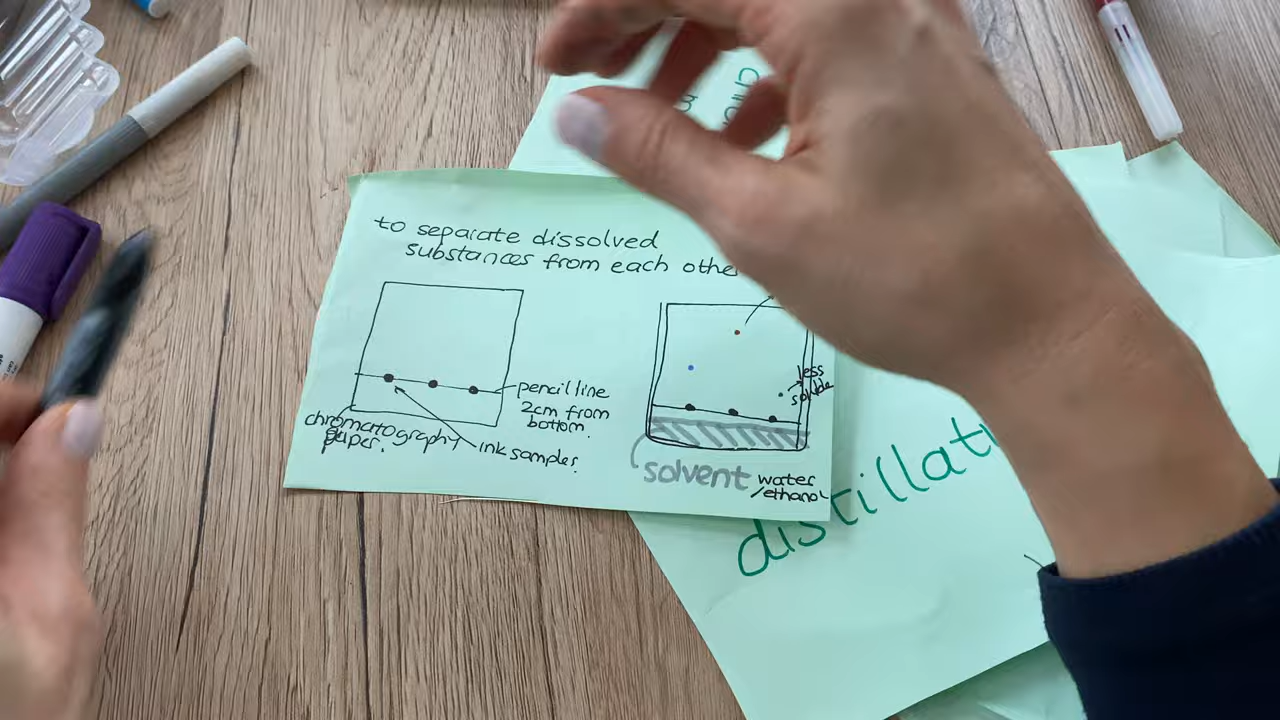 to separate dissolved
substances from each othe
less
soluble
pencil line
2cm from
bottom.
chromatography
paper.
ink samples.
solvent
water
/ethanol
distillat